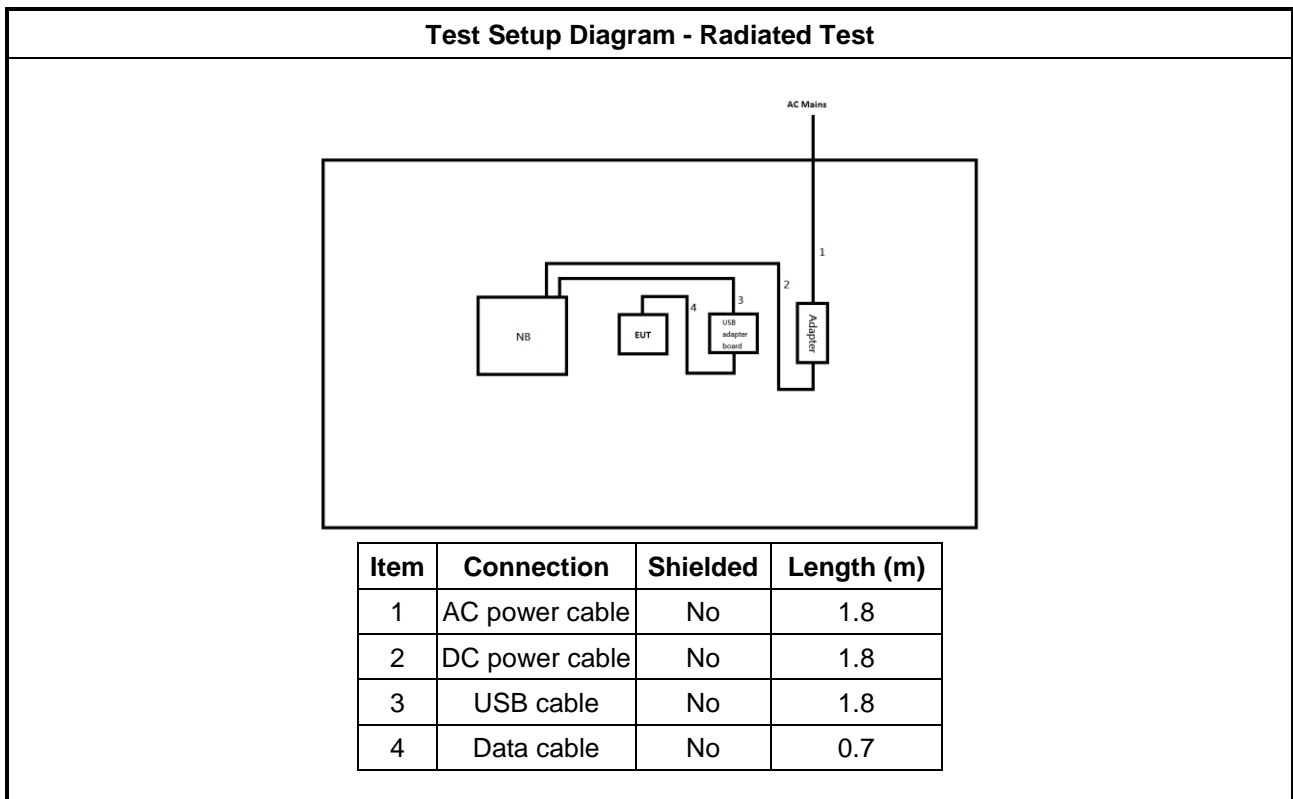 Test Setup Diagram - Radiated Test
AC Mains
1
2
3
4
NB
EUT
USB
adapter
board
Adapter
Item Connection Shielded Length (m)
1 AC power cable No 1.8
2 DC power cable No 1.8
3 USB cable No 1.8
4 Data cable No 0.7